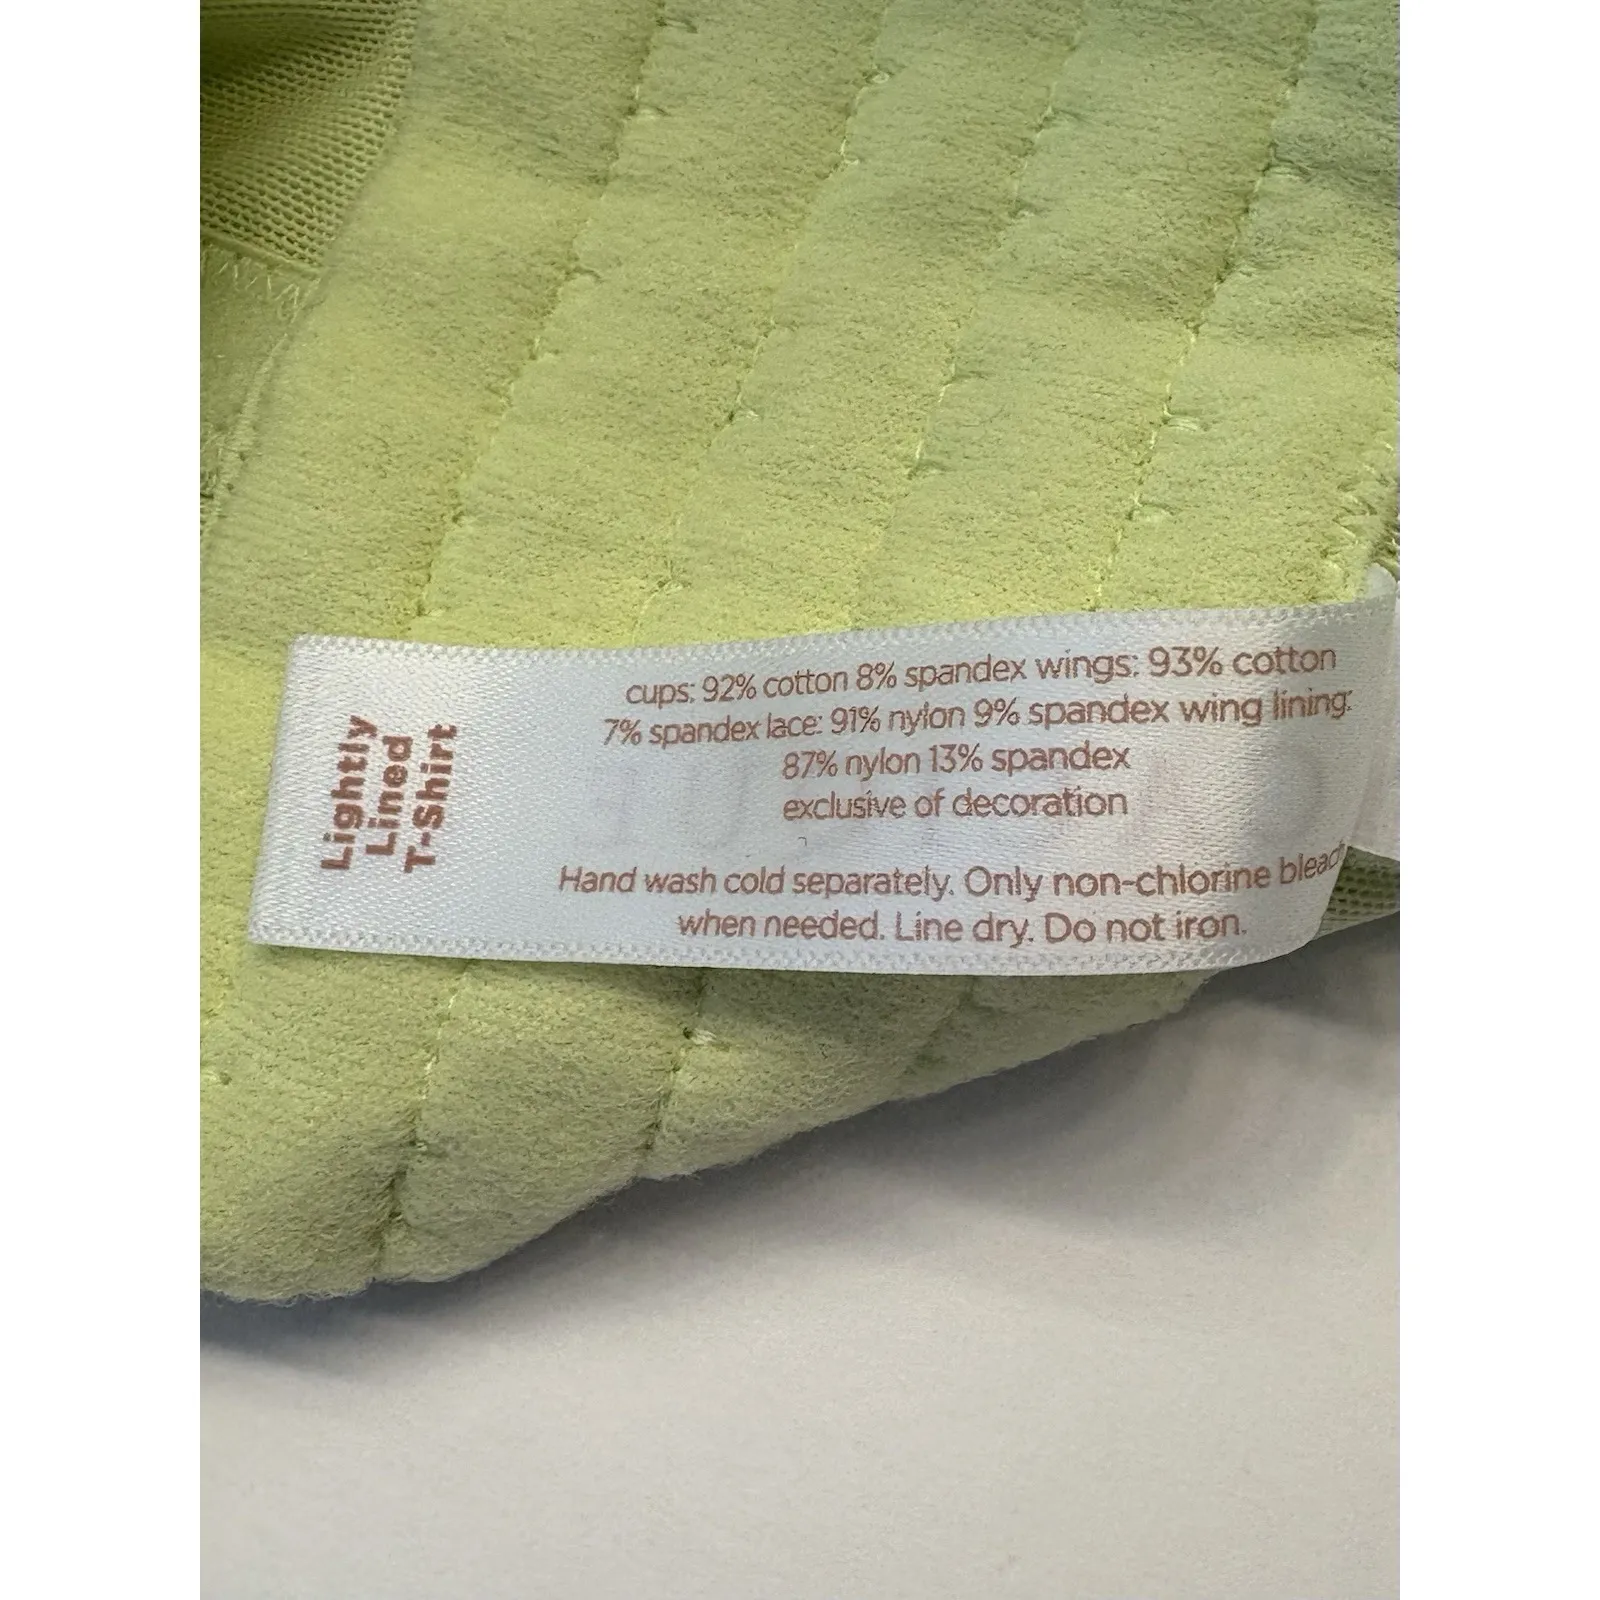 Lightly
Lined
T-Shirt
cups: 92% cotton 8% spandex wings: 93% cotton
7% spandex lace: 91% nylon 9% spandex wing lining:
87% nylon 13% spandex
exclusive of decoration
Hand wash cold separately. Only non-chlorine bleach
when needed. Line dry. Do not iron.